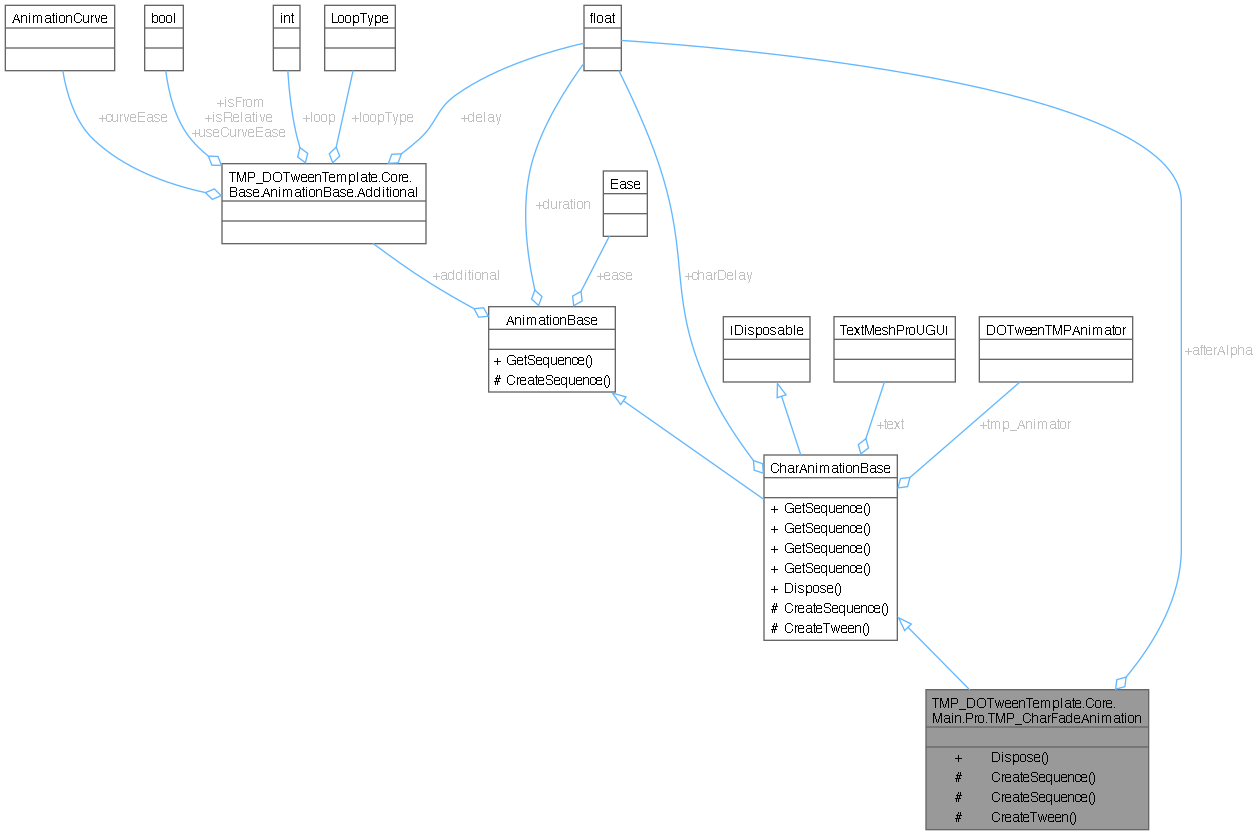 AnimationCurve
bool
int
LoopType
float
+isFrom
+curveEase
+isRelative
+loop
+loopType
+delay
+useCurveEase
TMP_DOTweenTemplate.Core.
Base.AnimationBase.Additional
Ease
+duration
+additional
+ease
+charDelay
AnimationBase
IDisposable
TextMeshProUGUI
DOTweenTMPAnimator
+afterAlpha
+ GetSequence()
# CreateSequence()
+text
+tmp_Animator
CharAnimationBase
+ GetSequence()
+ GetSequence()
+ GetSequence()
+ GetSequence()
+ Dispose()
# CreateSequence()
# CreateTween()
TMP_DOTweenTemplate.Core.
Main.Pro.TMP_CharFadeAnimation
+ Dispose()
# CreateSequence()
# CreateSequence()
# CreateTween()